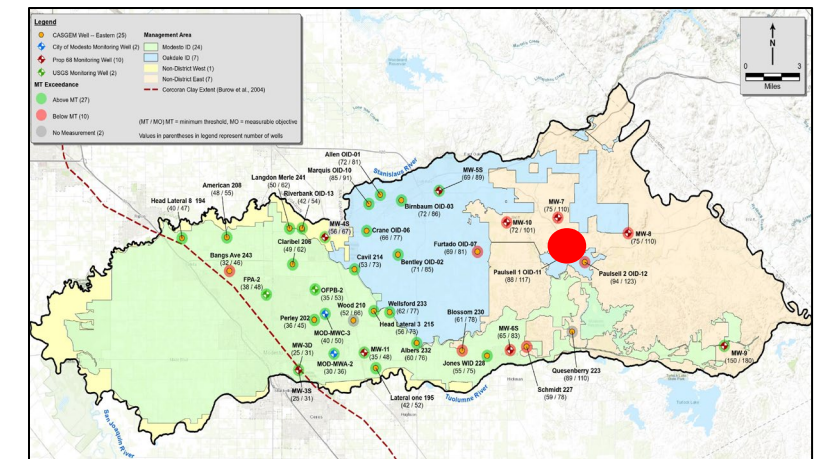 Legend
CASGEM Well – Eastern (25)
City of Modesto Monitoring Well (2)
Prop 68 Monitoring Well (10)
USGS Monitoring Well (2)
MT Exceedance
Above MT (27)
Below MT (10)
No Measurement (2)
Management Area
Modesto ID (24)
Oakdale ID (7)
Non-District West (1)
Non-District East (7)
Corcoran Clay Extent (Burow et al., 2004)
(MT / MO) MT = minimum threshold, MO = measurable objective
Values in parentheses in legend represent number of wells
N
0 3
Miles
Allen OID-01
(72 / 81)
Marquis OID-10
(85 / 91)
Stanislaus River
MW-5S
(69 / 89)
Langdon Merle 241
(50 / 62)
Riverbank OID-13
(42 / 54)
American 208
(48 / 55)
Head Lateral 8 194
(40 / 47)
Birnbaum OID-03
(72 / 86)
MW-7
(75 / 110)
MW-10
(72 / 101)
MW-8
(75 / 110)
MW-4S
(56 / 67)
Crane OID-06
(66 / 77)
Claribel 206
(49 / 62)
Furtado OID-07
(69 / 81)
Bangs Ave 243
(32 / 46)
Cavil 214
(53 / 73)
Bentley OID-02
(71 / 85)
Paulsell 1 OID-11
(88 / 117)
Paulsell 2 OID-12
(94 / 123)
FPA-2
(38 / 48)
OFPB-2
(35 / 53)
Wood 210
(52 / 66)
Wellsford 233
(62 / 77)
Blossom 230
(61 / 78)
Perley 202
(36 / 45)
MOD-MWC-3
(40 / 50)
Head Lateral 3 215
(56 / 73)
MW-6S
(65 / 83)
MW-3D
(25 / 31)
MOD-MWA-2
(30 / 36)
MW-11
(35 / 48)
Albers 232
(60 / 76)
Jones WID 228
(55 / 75)
Quesenberry 223
(89 / 110)
MW-9
(150 / 180)
Schmidt 227
(59 / 78)
MW-3S
(25 / 31)
Lateral one 195
(42 / 52)
Tuolumne River
San Joaquin River